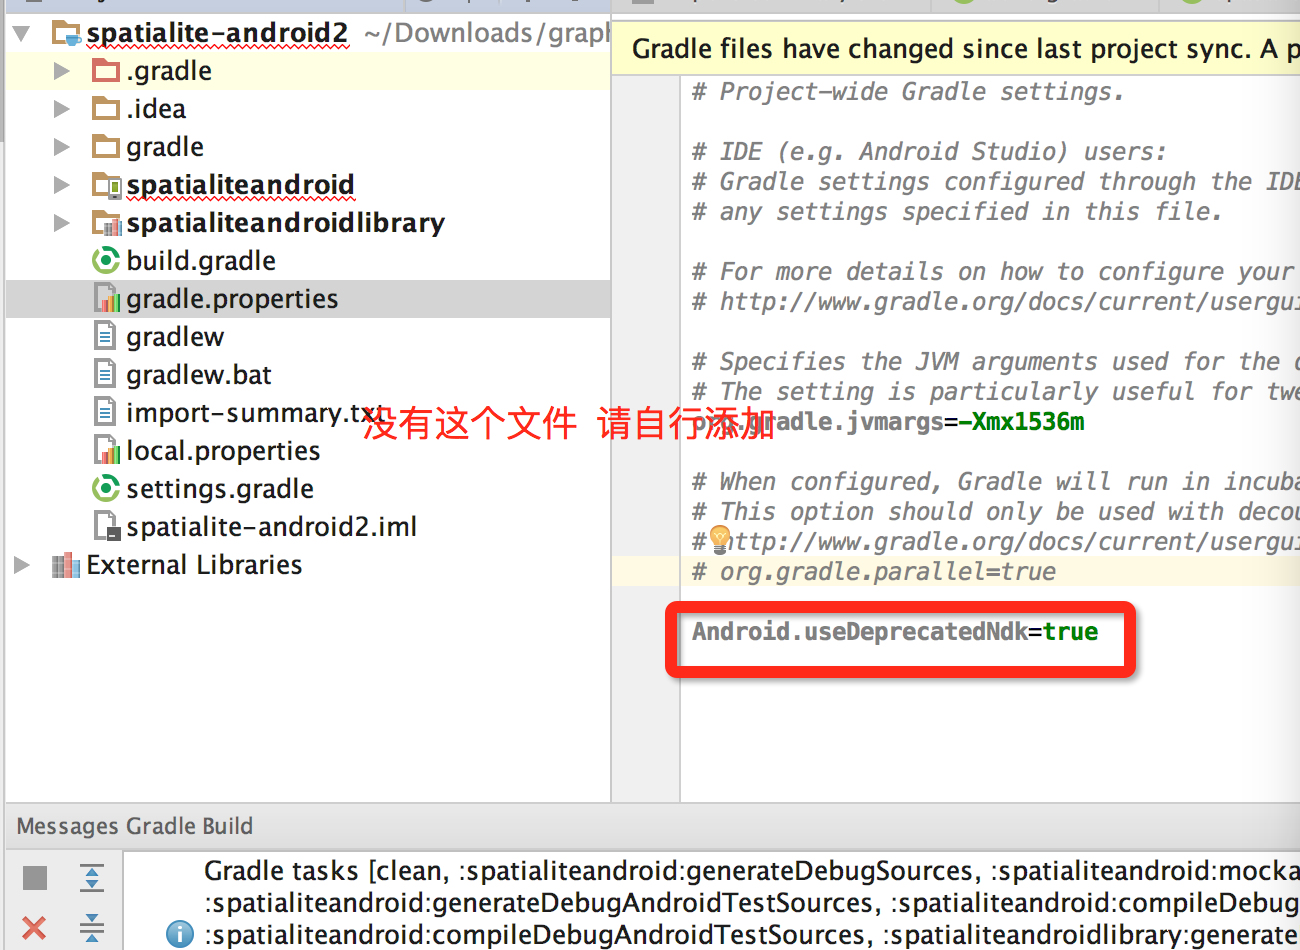 spatialite-android2 ~/Downloads/grap
.gradle
.idea
gradle
spatialiteandroid
spatialiteandroidlibrary
build.gradle
gradle.properties
gradlew
gradlew.bat
import-summary.txt
local.properties
settings.gradle
spatialite-android2.iml
External Libraries
没有这个文件 请自行添加
Gradle files have changed since last project sync. A p
# Project-wide Gradle settings.
# IDE (e.g. Android Studio) users:
# Gradle settings configured through the IDE
# any settings specified in this file.
# For more details on how to configure your
# http://www.gradle.org/docs/current/usergui
# Specifies the JVM arguments used for the d
# The setting is particularly useful for twe
org.gradle.jvmargs=-Xmx1536m
# When configured, Gradle will run in incuba
# This option should only be used with decou
# http://www.gradle.org/docs/current/usergui
# org.gradle.parallel=true
Android.useDeprecatedNdk=true
Messages Gradle Build
Gradle tasks [clean, :spatialiteandroid:generateDebugSources, :spatialiteandroid:mocka
:spatialiteandroid:generateDebugAndroidTestSources, :spatialiteandroid:compileDebug
:spatialiteandroid:compileDebugAndroidTestSources, :spatialiteandroidlibrary:generate